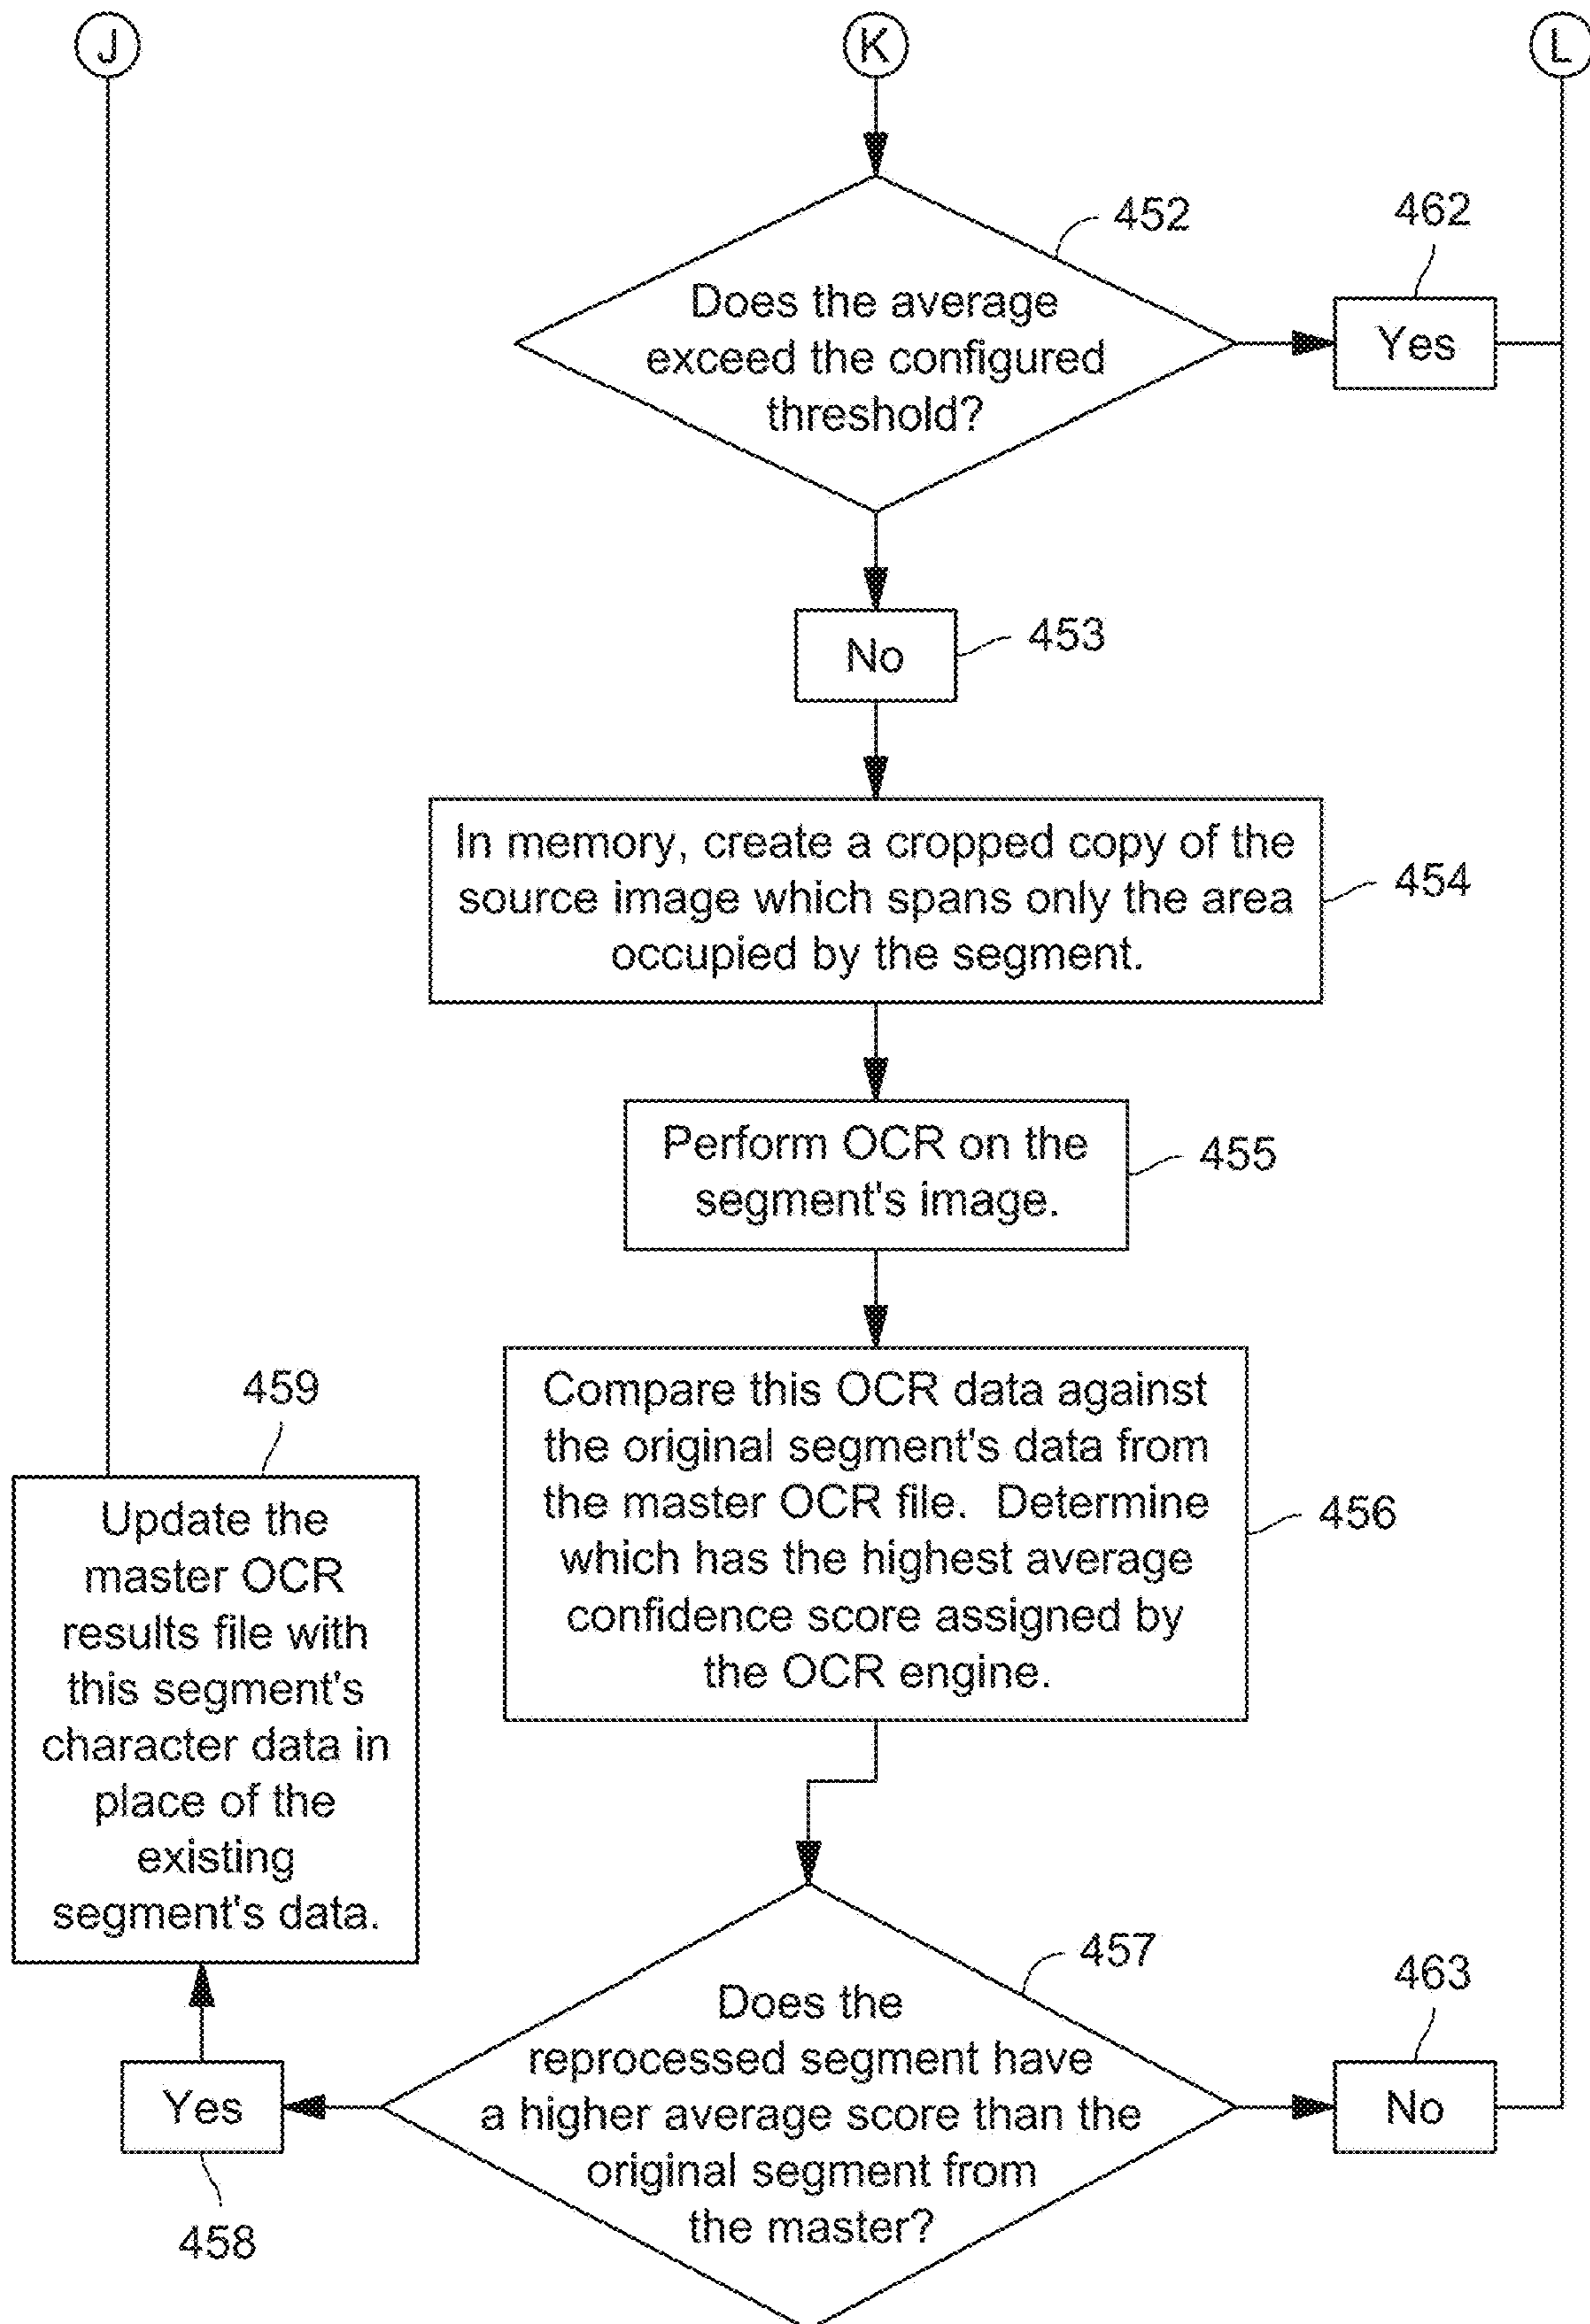 J
K
L
452
462
Does the average
exceed the configured
threshold?
Yes
No
453
In memory, create a cropped copy of the
source image which spans only the area
occupied by the segment.
454
Perform OCR on the
segment's image.
455
Compare this OCR data against
the original segment's data from
the master OCR file.  Determine
which has the highest average
confidence score assigned by
the OCR engine.
456
459
Update the
master OCR
results file with
this segment's
character data in
place of the
existing
segment's data.
457
463
Does the
reprocessed segment have
a higher average score than the
original segment from
the master?
Yes
No
458